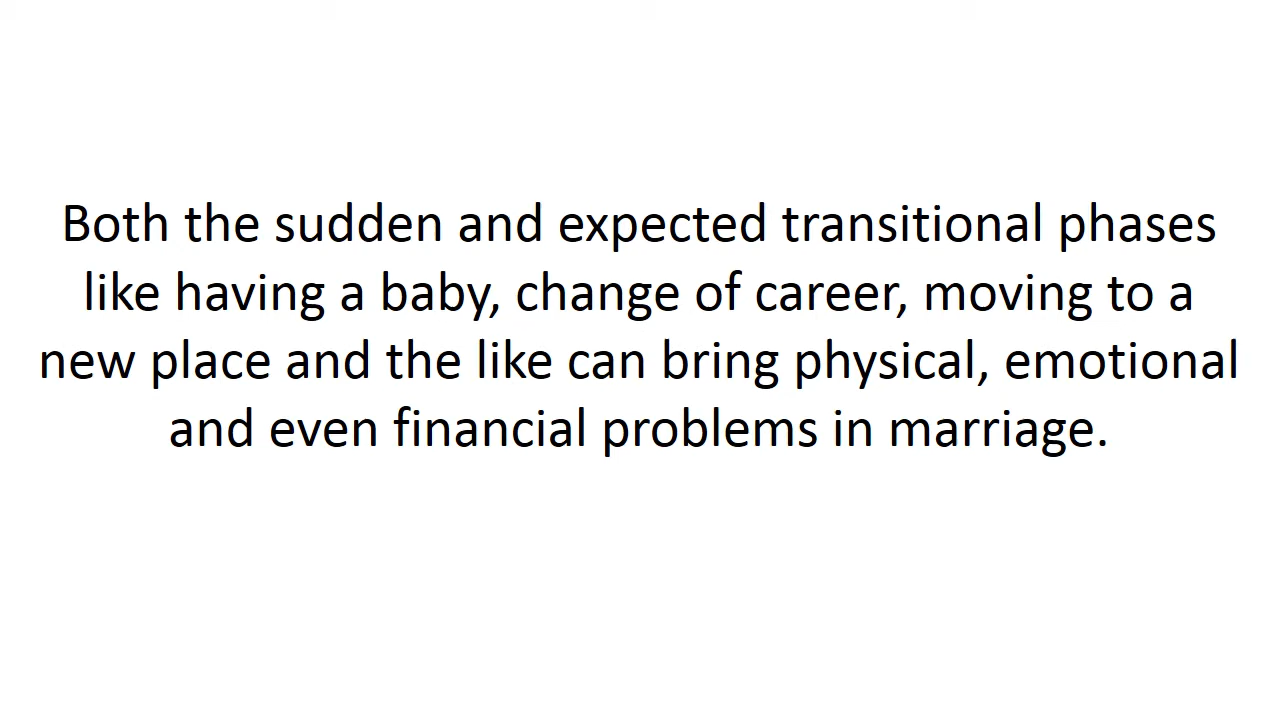 Both the sudden and expected transitional phases
like having a baby, change of career, moving to a
new place and the like can bring physical, emotional
and even financial problems in marriage.